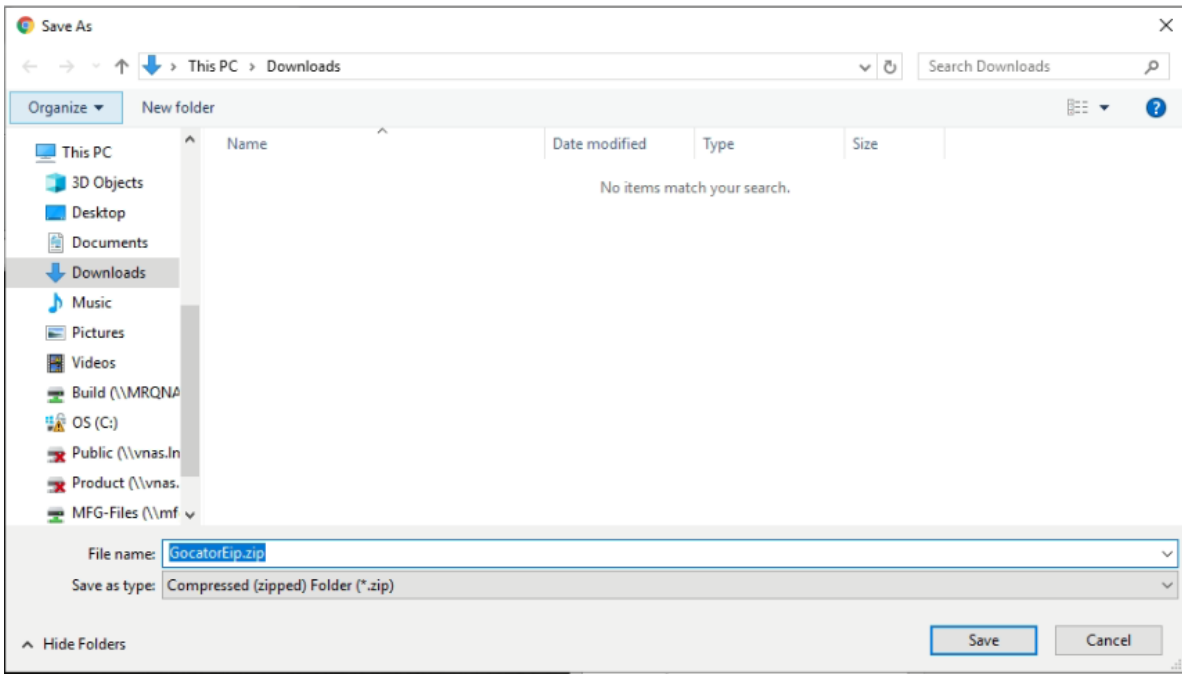 Save As
This PC > Downloads
Search Downloads
Organize
New folder
Name
Date modified
Type
Size
This PC
3D Objects
Desktop
Documents
Downloads
Music
Pictures
Videos
Build (\\MRQNA
OS (C:)
Public (\\vnas.ln
Product (\\vnas.
MFG-Files (\\mf
No items match your search.
File name: GocatorEip.zip
Save as type: Compressed (zipped) Folder (*.zip)
Hide Folders
Save
Cancel